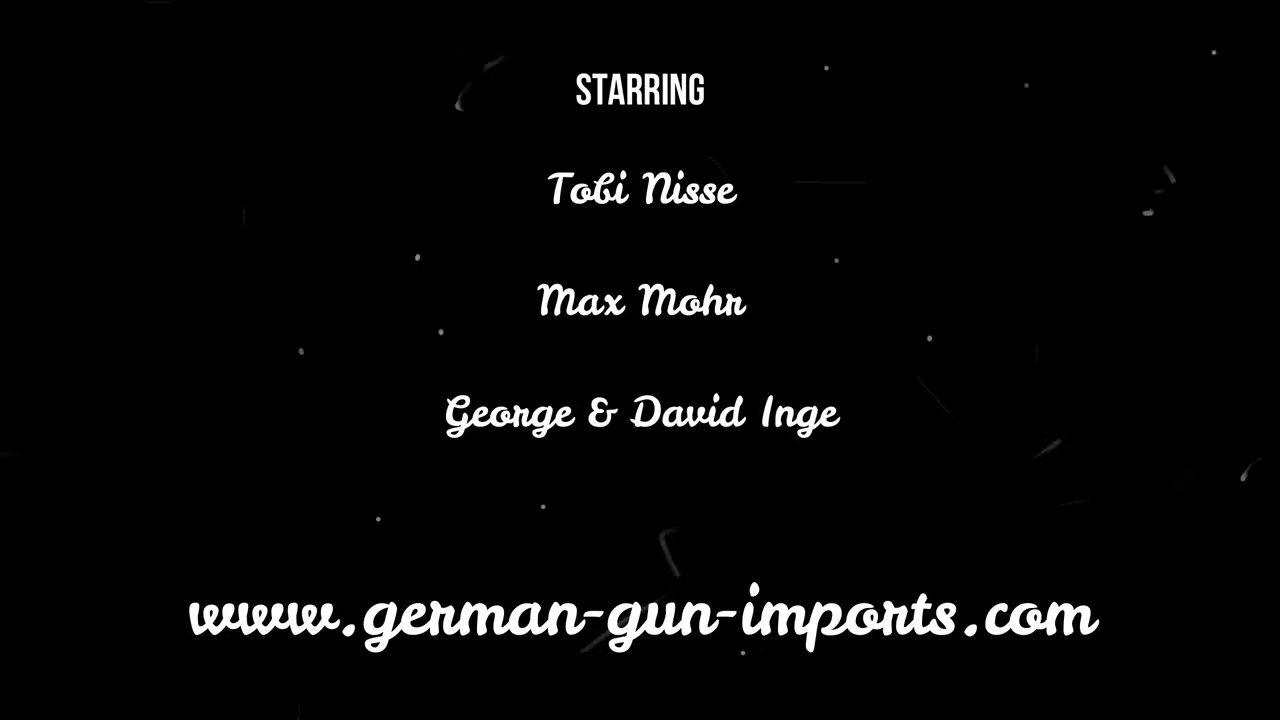 STARRING
Tobi Nisse
Max Mohr
George & David Inge
www.german-gun-imports.com